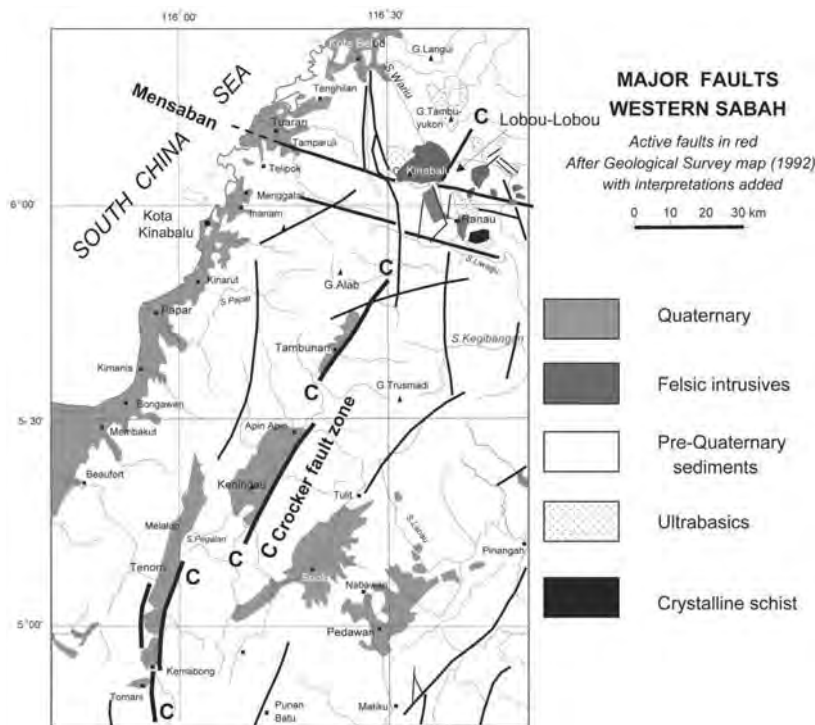 116° 00'
116° 30'
Kota Belud
G.Langui
SOUTH CHINA SEA
Mensaban
Tenghilan
S.Wariu
G.Tambu-
yukon
C
Lobou-Lobou
Tuaran
Tamparuli
Telipok
G. Kinabalu
Menggatal
Inanam
6° 00'
Kota
Kinabalu
Ranau
S.Liwagu
Kinarut
S.Papar
G.Alab
C
Papar
S.Kegibangan
Tambunan
Kimanis
C
G.Trusmadi
Bongawan
5° 30'
Membakut
Apin Apin
Beaufort
Keningau
Crocker fault zone
Tulit
Melalap
S.Pegalan
C
C
S.Lanau
Pinangah
Tenom
C
Sook
Nabawan
5° 00'
Pedawan
Kemabong
Tomani
C
Punan
Batu
Maliku
MAJOR FAULTS
WESTERN SABAH
Active faults in red
After Geological Survey map (1992)
with interpretations added
0 10 20 30 km
Quaternary
Felsic intrusives
Pre-Quaternary
sediments
Ultrabasics
Crystalline schist